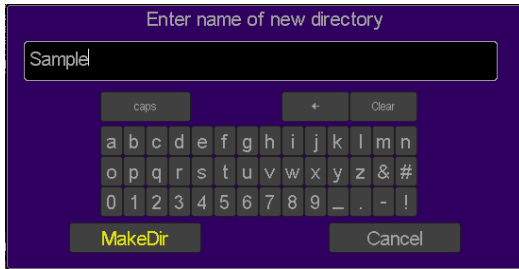 Enter name of new directory
Sample
caps ← Clear
a b c d e f g h i j k l m n
o p q r s t u v w x y z & #
0 1 2 3 4 5 6 7 8 9 _ . - !
MakeDir Cancel